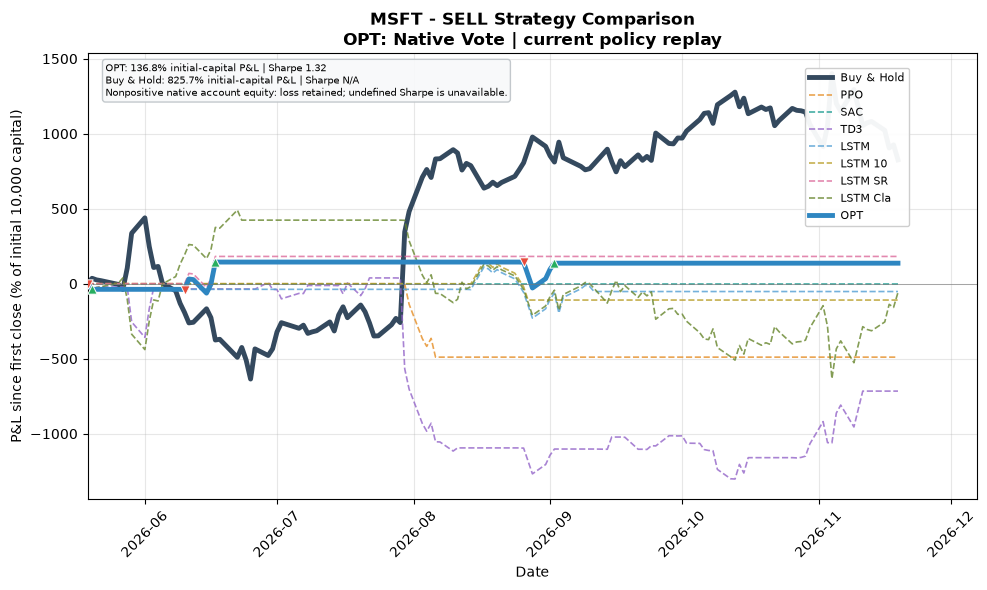 MSFT - SELL Strategy Comparison
OPT: Native Vote | current policy replay
OPT: 136.8% initial-capital P&L | Sharpe 1.32
Buy & Hold: 825.7% initial-capital P&L | Sharpe N/A
Nonpositive native account equity: loss retained; undefined Sharpe is unavailable.
Buy & Hold
PPO
SAC
TD3
LSTM
LSTM 10
LSTM SR
LSTM Cla
OPT
P&L since first close (% of initial 10,000 capital)
1500
1000
500
0
−500
−1000
2026-06
2026-07
2026-08
2026-09
2026-10
2026-11
2026-12
Date